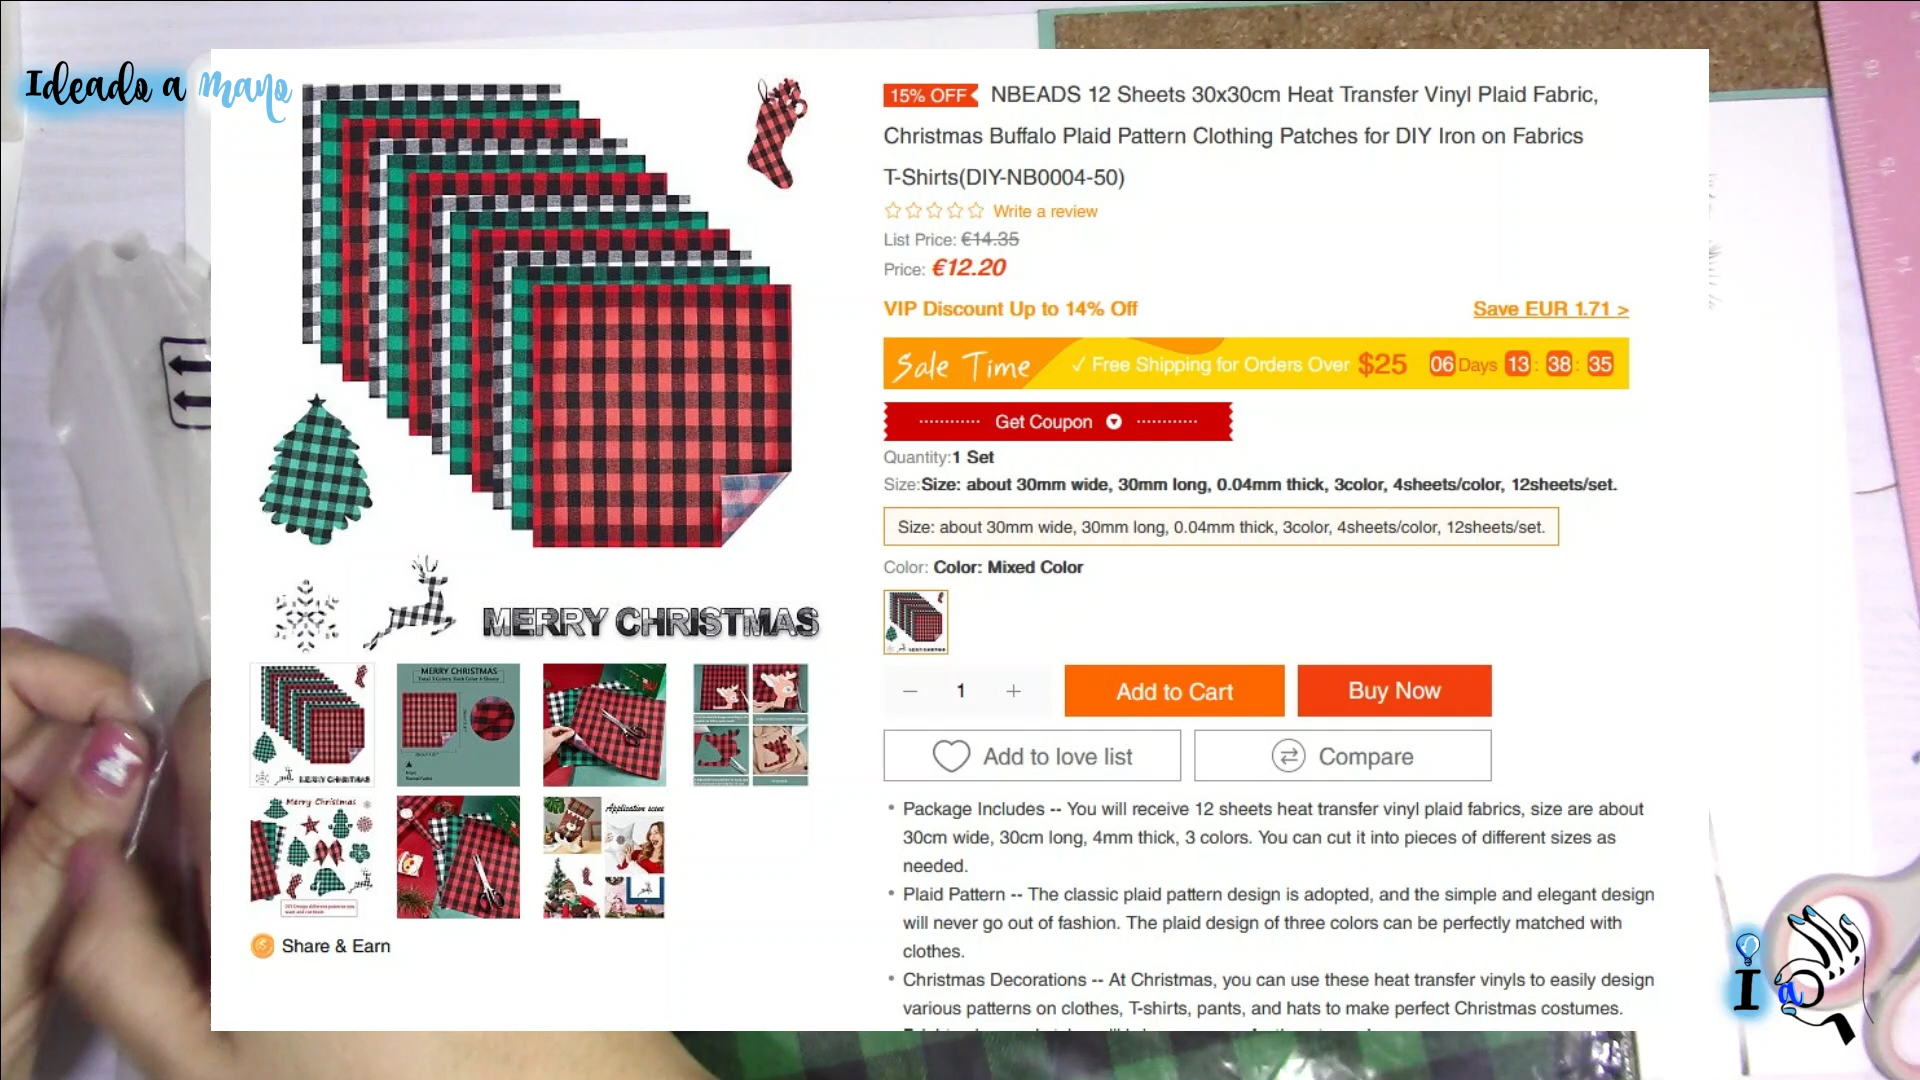 Ideado a mano
15% OFF NBEADS 12 Sheets 30x30cm Heat Transfer Vinyl Plaid Fabric,
Christmas Buffalo Plaid Pattern Clothing Patches for DIY Iron on Fabrics
T-Shirts(DIY-NB0004-50)
Write a review
List Price: €14.35
Price: €12.20
VIP Discount Up to 14% Off
Save EUR 1.71 >
Sale Time ✓ Free Shipping for Orders Over $25 06 Days 13 : 38 : 35
Get Coupon
Quantity:1 Set
Size:Size: about 30mm wide, 30mm long, 0.04mm thick, 3color, 4sheets/color, 12sheets/set.
Size: about 30mm wide, 30mm long, 0.04mm thick, 3color, 4sheets/color, 12sheets/set.
Color: Color: Mixed Color
MERRY CHRISTMAS
MERRY CHRISTMAS
MERRY CHRISTMAS
Merry Christmas
Application scene
Share & Earn
− 1 +
Add to Cart
Buy Now
Add to love list
Compare
• Package Includes -- You will receive 12 sheets heat transfer vinyl plaid fabrics, size are about
30cm wide, 30cm long, 4mm thick, 3 colors. You can cut it into pieces of different sizes as
needed.
• Plaid Pattern -- The classic plaid pattern design is adopted, and the simple and elegant design
will never go out of fashion. The plaid design of three colors can be perfectly matched with
clothes.
• Christmas Decorations -- At Christmas, you can use these heat transfer vinyls to easily design
various patterns on clothes, T-shirts, pants, and hats to make perfect Christmas costumes.
I a